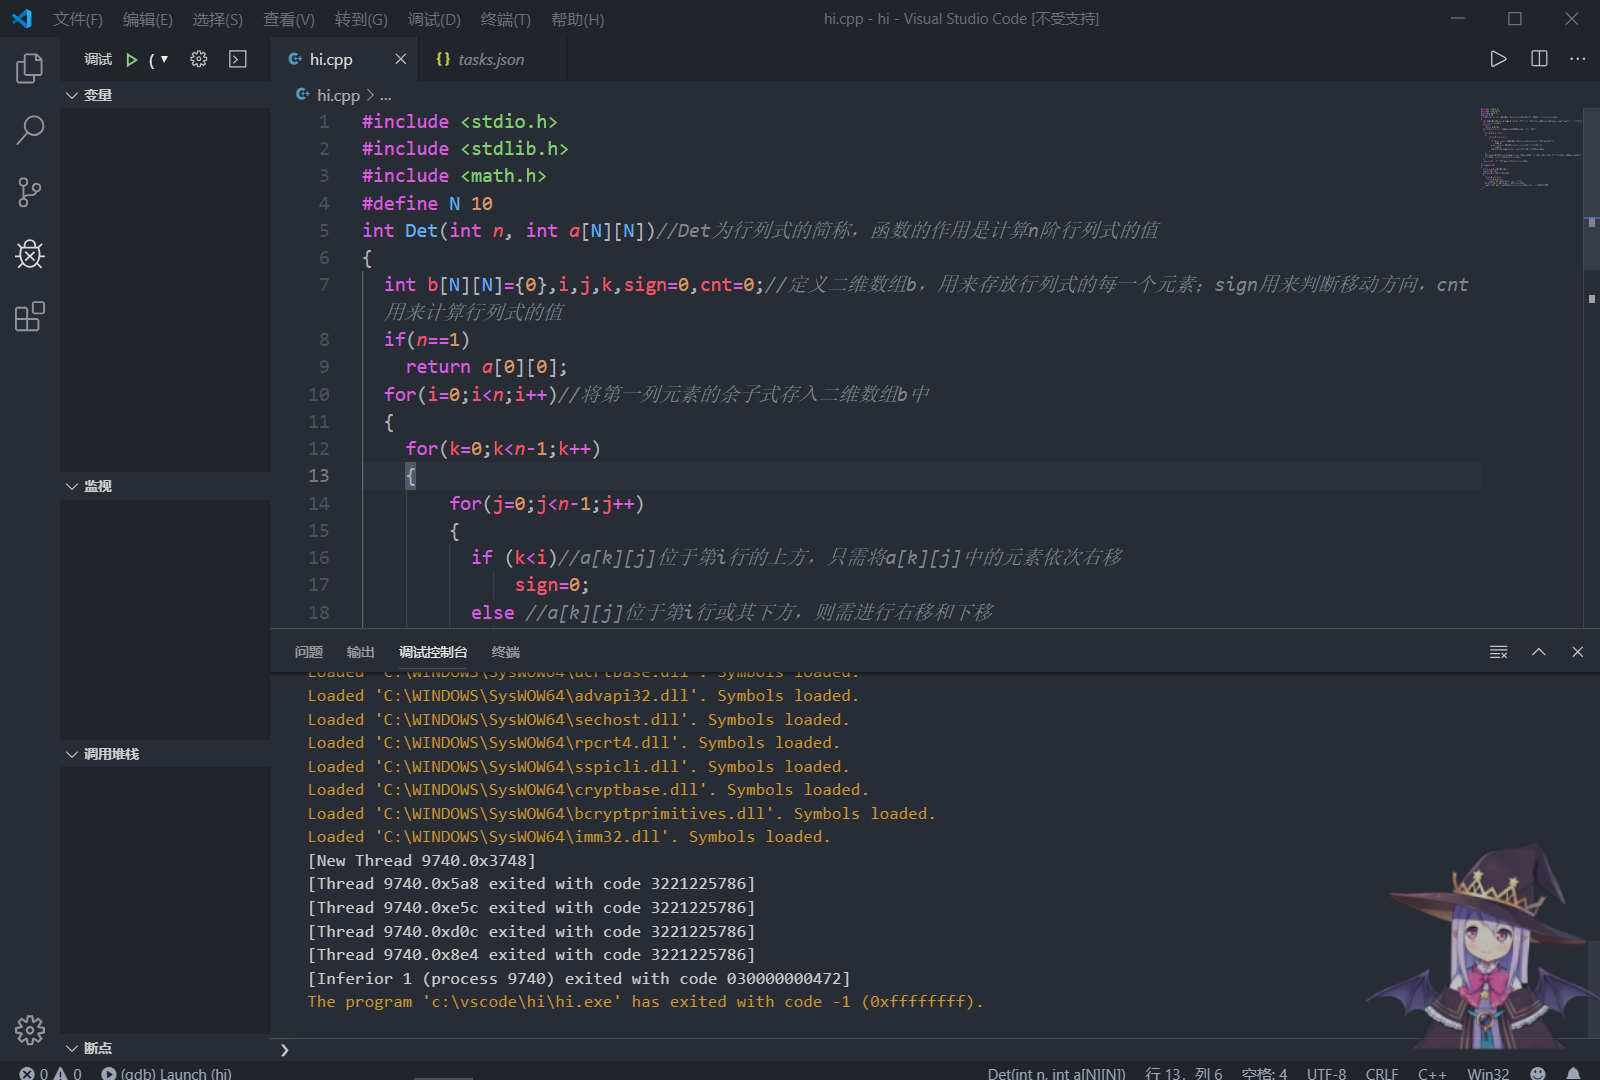 文件(F) 编辑(E) 选择(S) 查看(V) 转到(G) 调试(D) 终端(T) 帮助(H) hi.cpp - hi - Visual Studio Code [不受支持]
调试 hi.cpp tasks.json
变量
hi.cpp > ...
1 #include <stdio.h>
2 #include <stdlib.h>
3 #include <math.h>
4 #define N 10
5 int Det(int n, int a[N][N])//Det为行列式的简称，函数的作用是计算n阶行列式的值
6 {
7 int b[N][N]={0},i,j,k,sign=0,cnt=0;//定义二维数组b，用来存放行列式的每一个元素；sign用来判断移动方向，cnt
用来计算行列式的值
8 if(n==1)
9 return a[0][0];
10 for(i=0;i<n;i++)//将第一列元素的余子式存入二维数组b中
11 {
12 for(k=0;k<n-1;k++)
13 {
14 for(j=0;j<n-1;j++)
15 {
16 if (k<i)//a[k][j]位于第i行的上方，只需将a[k][j]中的元素依次右移
17 sign=0;
18 else //a[k][j]位于第i行或其下方，则需进行右移和下移
监视
调用堆栈
断点
问题 输出 调试控制台 终端
Loaded 'C:\WINDOWS\SysWOW64\ucrtbase.dll'. Symbols loaded.
Loaded 'C:\WINDOWS\SysWOW64\advapi32.dll'. Symbols loaded.
Loaded 'C:\WINDOWS\SysWOW64\sechost.dll'. Symbols loaded.
Loaded 'C:\WINDOWS\SysWOW64\rpcrt4.dll'. Symbols loaded.
Loaded 'C:\WINDOWS\SysWOW64\sspicli.dll'. Symbols loaded.
Loaded 'C:\WINDOWS\SysWOW64\cryptbase.dll'. Symbols loaded.
Loaded 'C:\WINDOWS\SysWOW64\bcryptprimitives.dll'. Symbols loaded.
Loaded 'C:\WINDOWS\SysWOW64\imm32.dll'. Symbols loaded.
[New Thread 9740.0x3748]
[Thread 9740.0x5a8 exited with code 3221225786]
[Thread 9740.0xe5c exited with code 3221225786]
[Thread 9740.0xd0c exited with code 3221225786]
[Thread 9740.0x8e4 exited with code 3221225786]
[Inferior 1 (process 9740) exited with code 030000000472]
The program 'c:\vscode\hi\hi.exe' has exited with code -1 (0xffffffff).
0 0 (gdb) Launch (hi) Det(int n, int a[N][N]) 行 13，列 6 空格: 4 UTF-8 CRLF C++ Win32